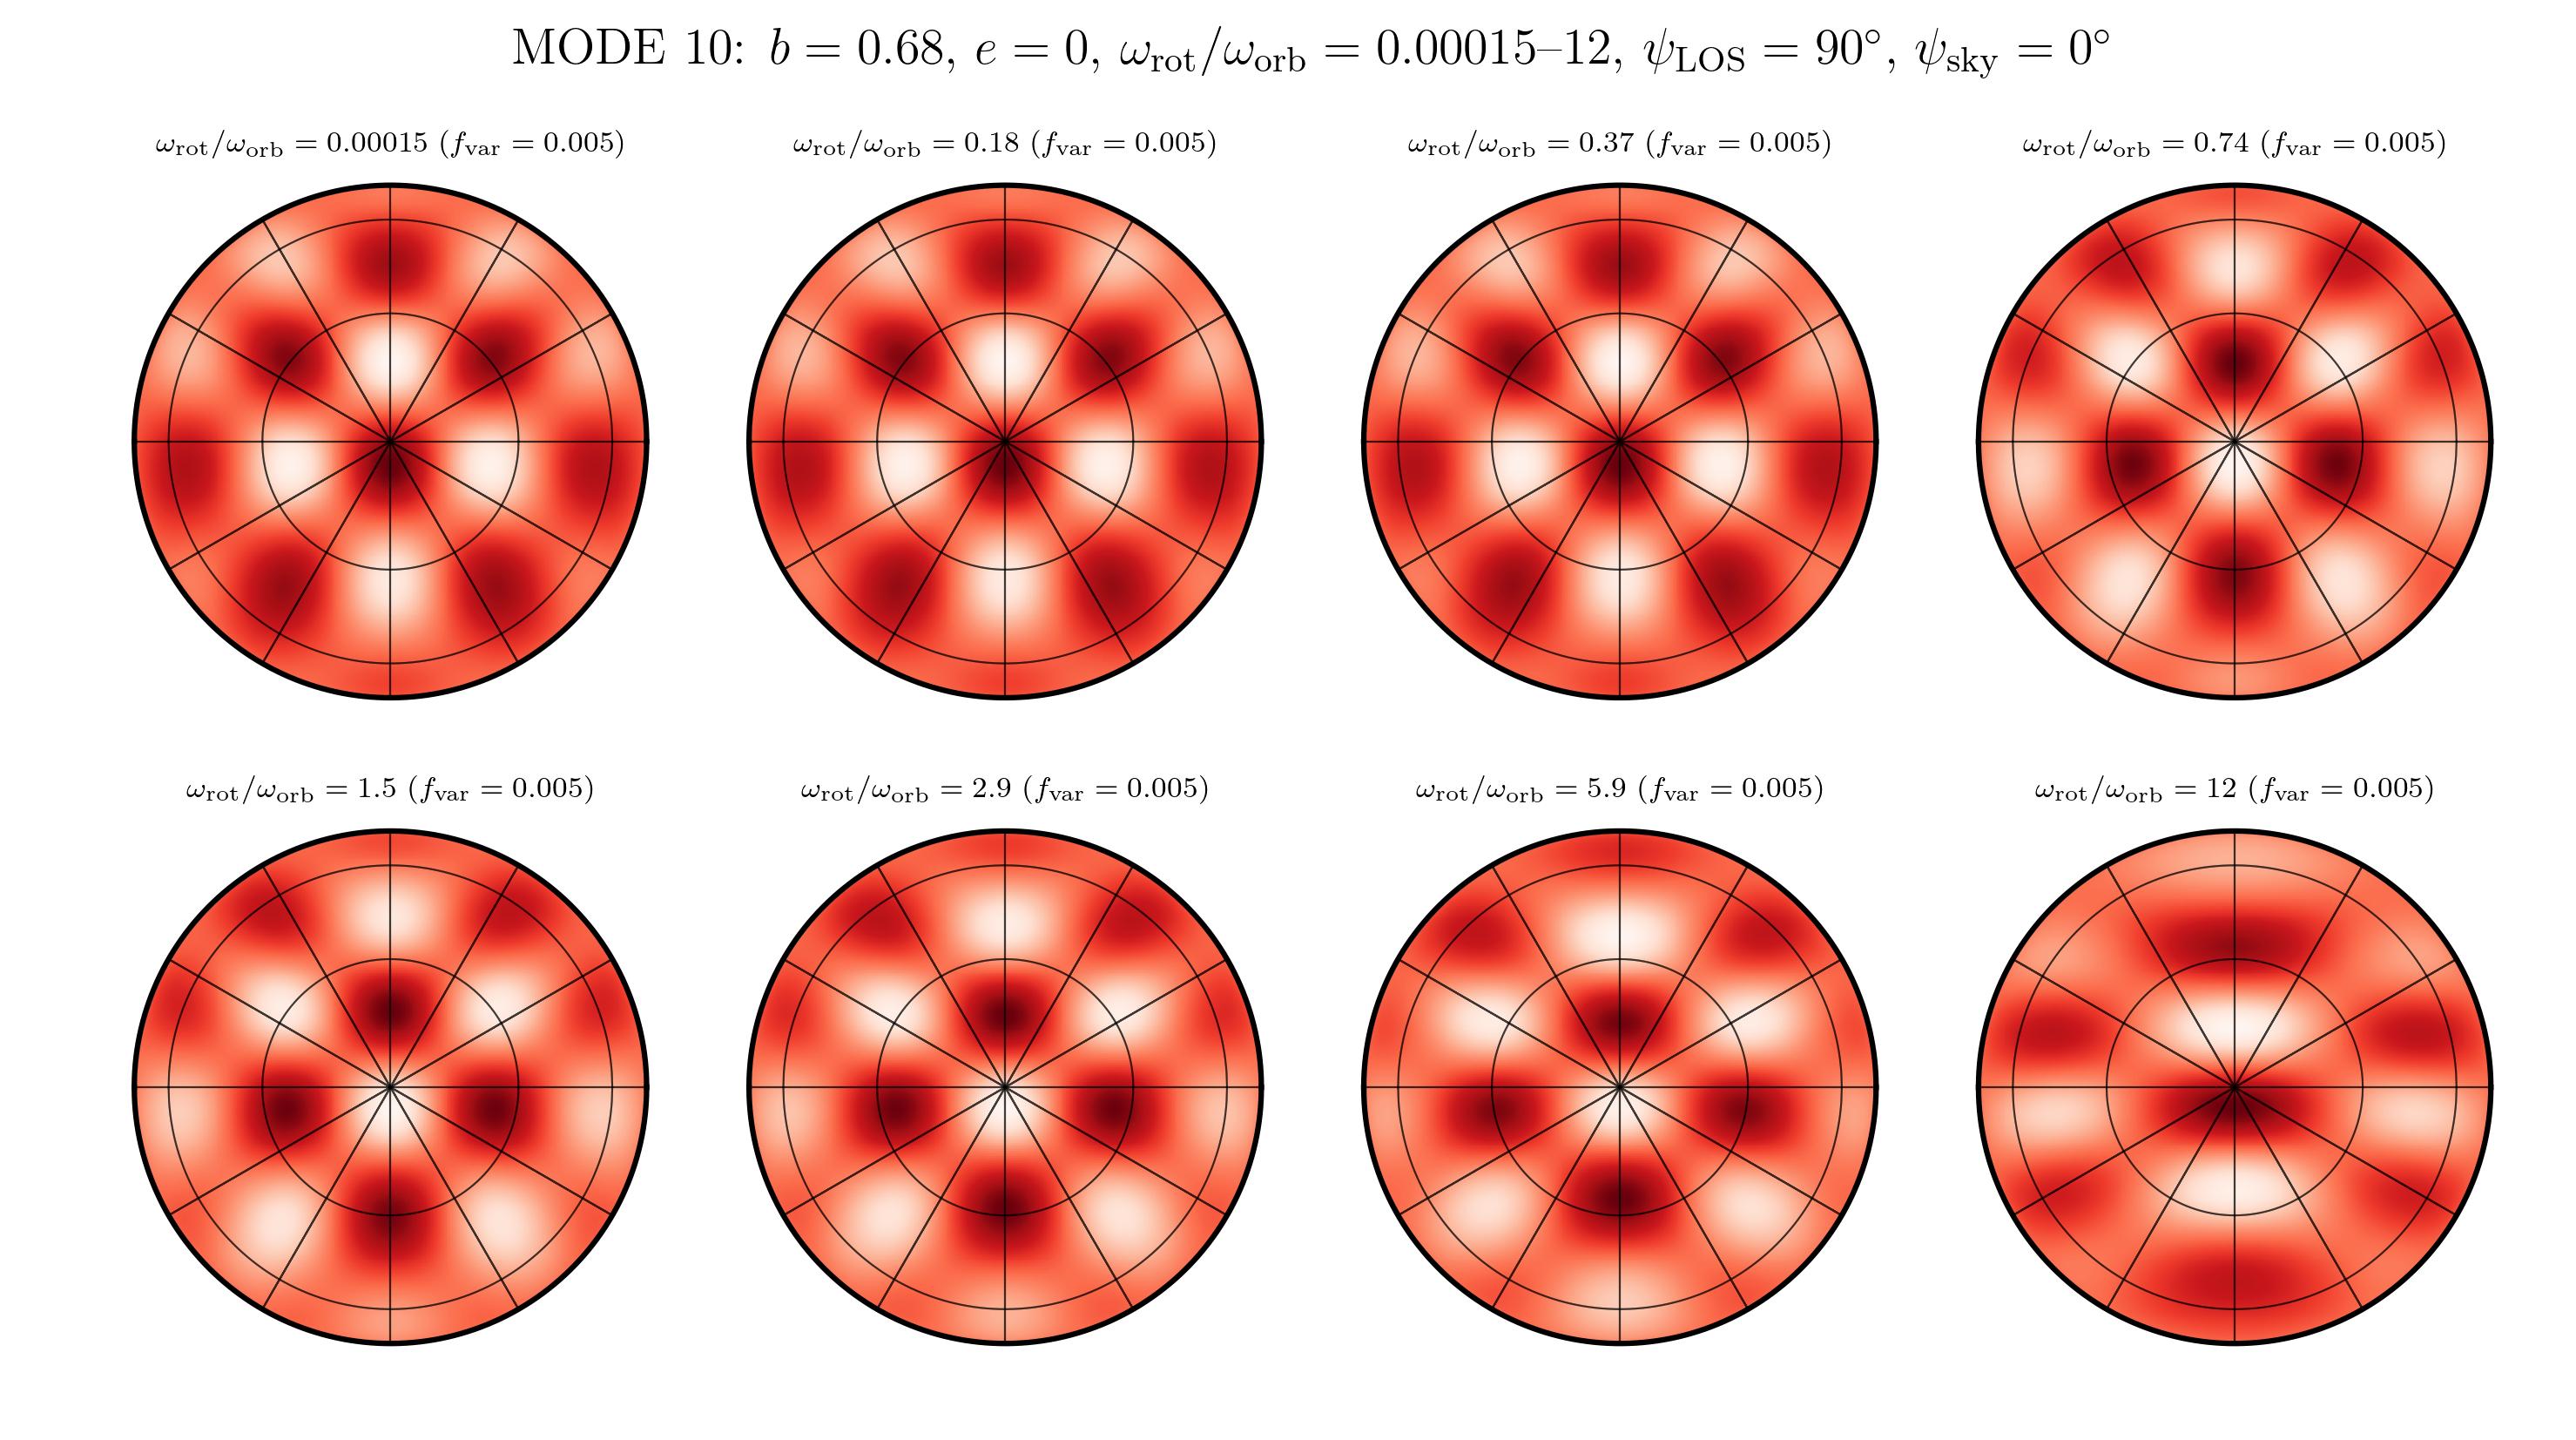 MODE 10: b = 0.68, e = 0, ω_rot/ω_orb = 0.00015–12, ψ_LOS = 90°, ψ_sky = 0°
ω_rot/ω_orb = 0.00015 (f_var = 0.005)
ω_rot/ω_orb = 0.18 (f_var = 0.005)
ω_rot/ω_orb = 0.37 (f_var = 0.005)
ω_rot/ω_orb = 0.74 (f_var = 0.005)
ω_rot/ω_orb = 1.5 (f_var = 0.005)
ω_rot/ω_orb = 2.9 (f_var = 0.005)
ω_rot/ω_orb = 5.9 (f_var = 0.005)
ω_rot/ω_orb = 12 (f_var = 0.005)